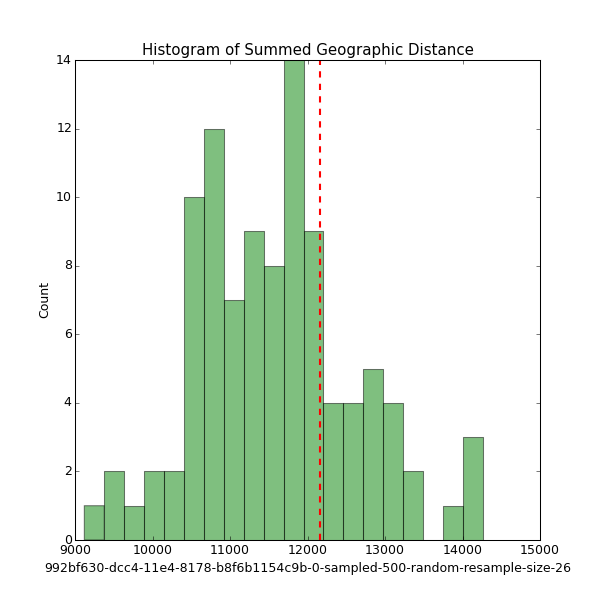 Histogram of Summed Geographic Distance
14
12
10
8
6
4
2
0
Count
9000 10000 11000 12000 13000 14000 15000
992bf630-dcc4-11e4-8178-b8f6b1154c9b-0-sampled-500-random-resample-size-26